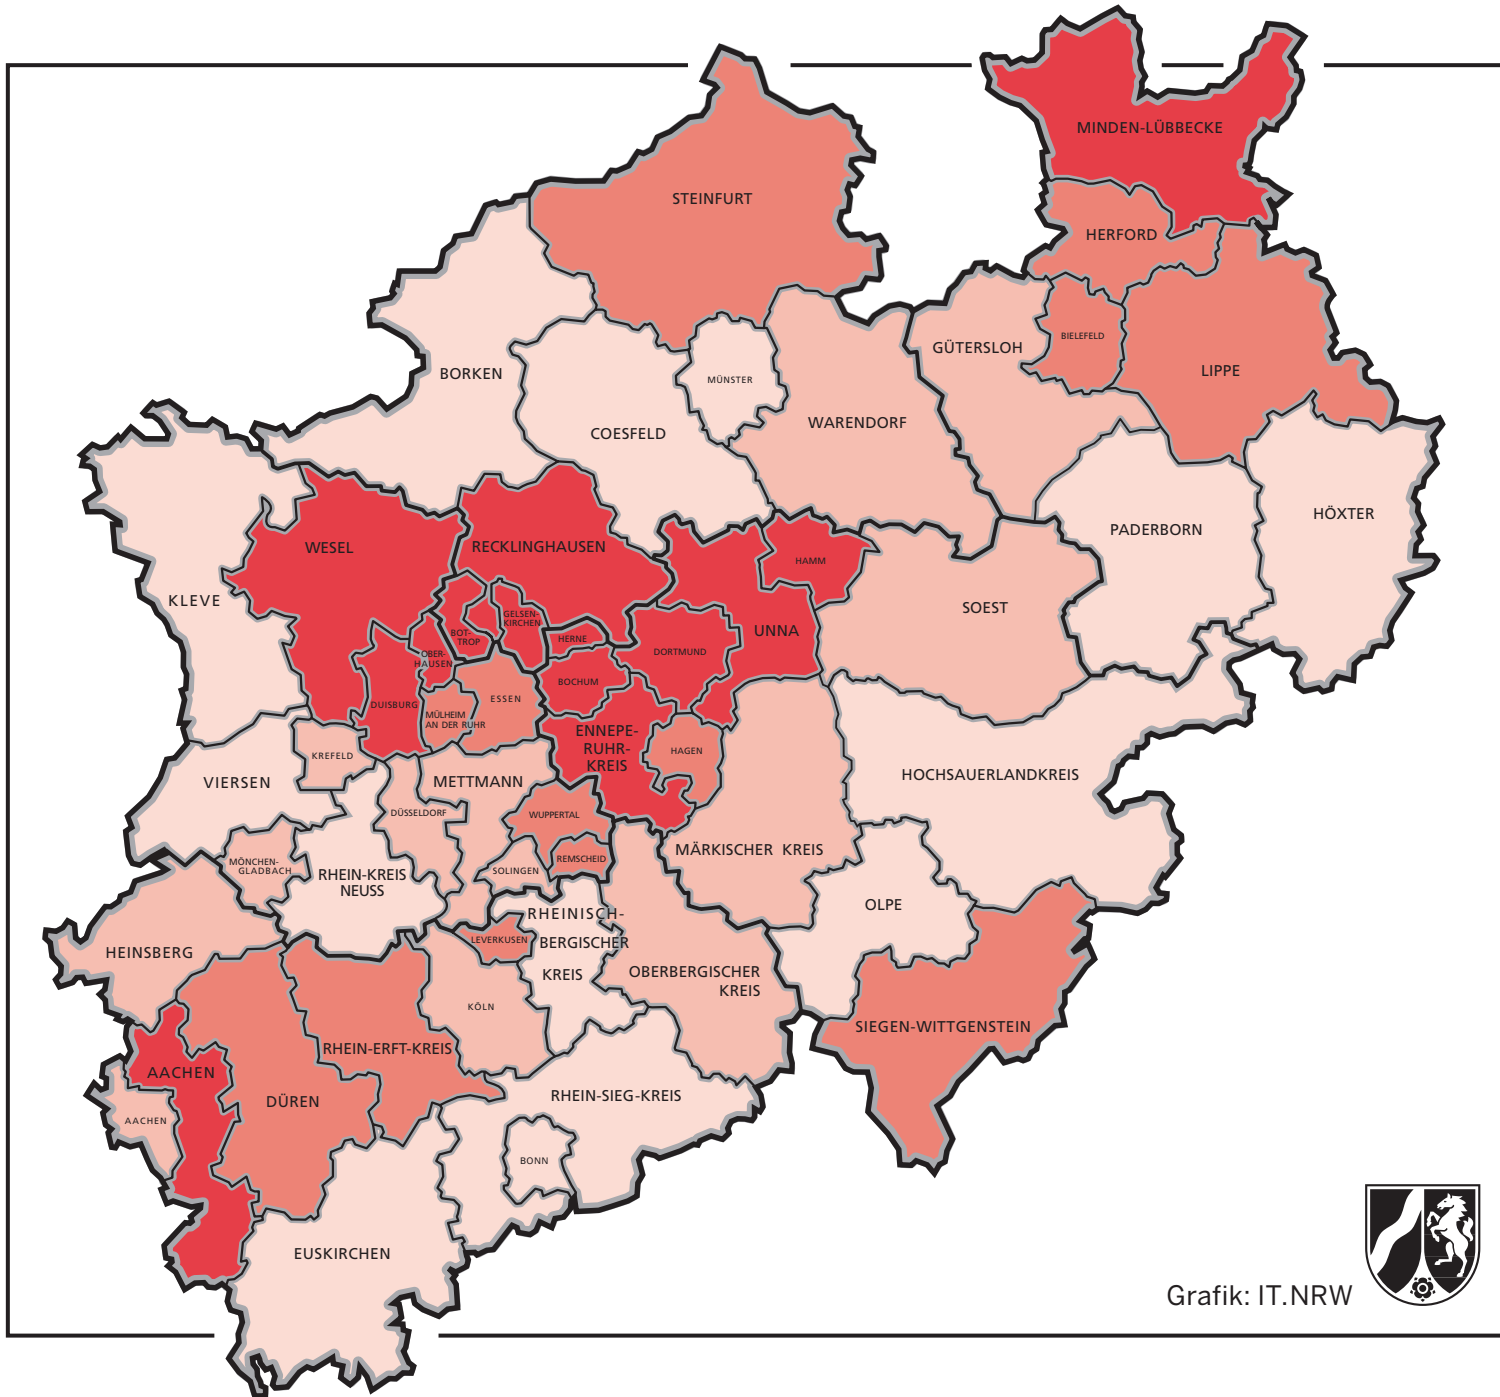 MINDEN-LÜBBECKE
STEINFURT
HERFORD
BIELEFELD
GÜTERSLOH
LIPPE
BORKEN
MÜNSTER
WARENDORF
COESFELD
HÖXTER
PADERBORN
WESEL
RECKLINGHAUSEN
HAMM
KLEVE
SOEST
GELSEN-
KIRCHEN
UNNA
BOT-
TROP
HERNE
DORTMUND
OBER-
HAUSEN
BOCHUM
ESSEN
DUISBURG
MÜLHEIM
AN DER RUHR
ENNEPE-
RUHR-
KREIS
HAGEN
KREFELD
METTMANN
VIERSEN
HOCHSAUERLANDKREIS
DÜSSELDORF
WUPPERTAL
MÄRKISCHER KREIS
REMSCHEID
MÖNCHEN-
GLADBACH
SOLINGEN
RHEIN-KREIS
NEUSS
OLPE
RHEINISCH-
BERGISCHER
KREIS
LEVERKUSEN
HEINSBERG
OBERBERGISCHER
KREIS
KÖLN
SIEGEN-WITTGENSTEIN
RHEIN-ERFT-KREIS
AACHEN
DÜREN
RHEIN-SIEG-KREIS
AACHEN
BONN
EUSKIRCHEN
Grafik: IT.NRW